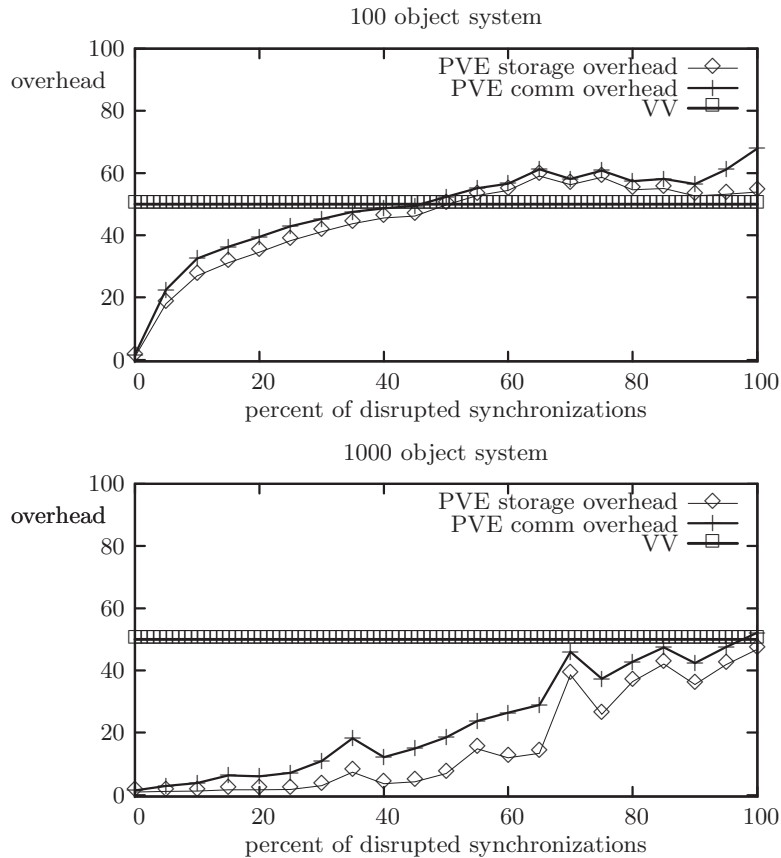 100 object system
100
PVE storage overhead
overhead
80
PVE comm overhead
VV
60
40
20
0
0 20 40 60 80 100
percent of disrupted synchronizations
1000 object system
100
PVE storage overhead
overhead
PVE comm overhead
80
VV
60
40
20
0
0 20 40 60 80 100
percent of disrupted synchronizations